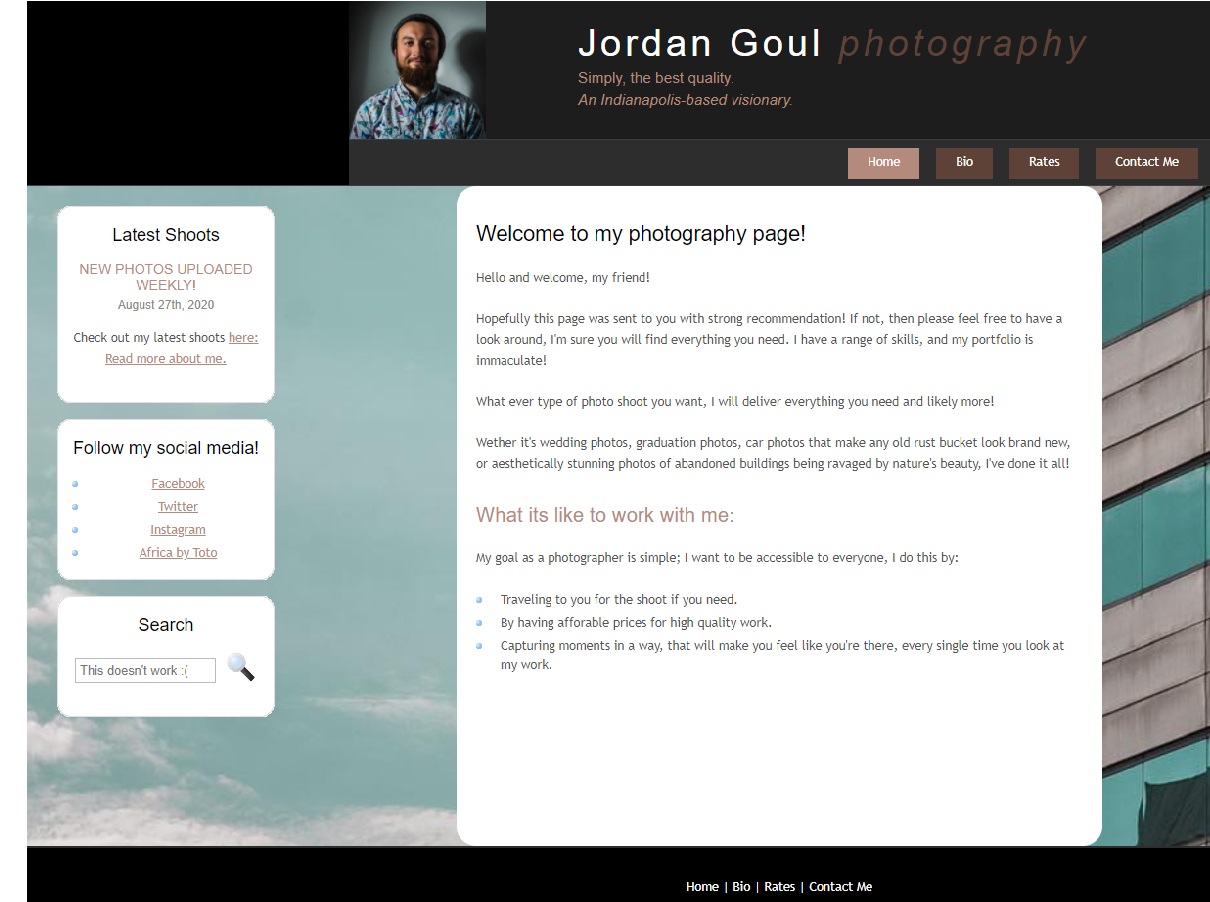 Jordan Goul photography
Simply, the best quality.
An Indianapolis-based visionary.
Home
Bio
Rates
Contact Me
Latest Shoots
NEW PHOTOS UPLOADED
WEEKLY!
August 27th, 2020
Check out my latest shoots here:
Read more about me.
Follow my social media!
Facebook
Twitter
Instagram
Africa by Toto
Search
This doesn't work :(
Welcome to my photography page!
Hello and welcome, my friend!
Hopefully this page was sent to you with strong recommendation! If not, then please feel free to have a
look around, I'm sure you will find everything you need. I have a range of skills, and my portfolio is
immaculate!
What ever type of photo shoot you want, I will deliver everything you need and likely more!
Wether it's wedding photos, graduation photos, car photos that make any old rust bucket look brand new,
or aesthetically stunning photos of abandoned buildings being ravaged by nature's beauty, I've done it all!
What its like to work with me:
My goal as a photographer is simple; I want to be accessible to everyone, I do this by:
Traveling to you for the shoot if you need.
By having afforable prices for high quality work.
Capturing moments in a way, that will make you feel like you're there, every single time you look at
my work.
Home | Bio | Rates | Contact Me